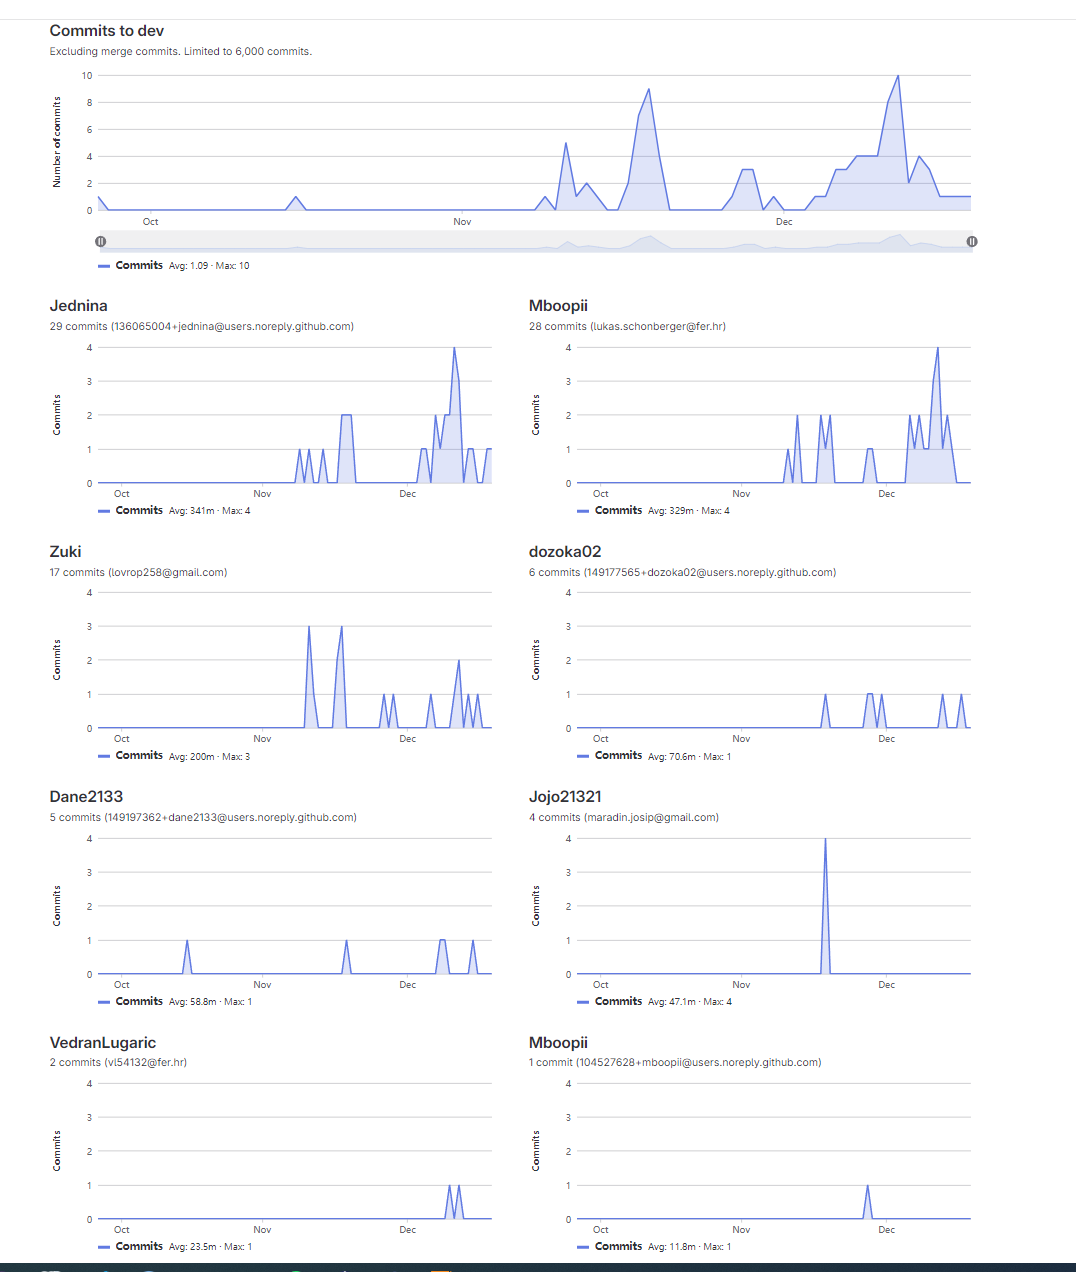 Commits to dev
Excluding merge commits. Limited to 6,000 commits.
Number of commits
10
8
6
4
2
0
Oct Nov Dec
Commits Avg: 1.09 · Max: 10
Jednina
29 commits (136065004+jednina@users.noreply.github.com)
Commits
4
3
2
1
0
Oct Nov Dec
Commits Avg: 341m · Max: 4
Mboopii
28 commits (lukas.schonberger@fer.hr)
Commits
4
3
2
1
0
Oct Nov Dec
Commits Avg: 329m · Max: 4
Zuki
17 commits (lovrop258@gmail.com)
Commits
4
3
2
1
0
Oct Nov Dec
Commits Avg: 200m · Max: 3
dozoka02
6 commits (149177565+dozoka02@users.noreply.github.com)
Commits
4
3
2
1
0
Oct Nov Dec
Commits Avg: 70.6m · Max: 1
Dane2133
5 commits (149197362+dane2133@users.noreply.github.com)
Commits
4
3
2
1
0
Oct Nov Dec
Commits Avg: 58.8m · Max: 1
Jojo21321
4 commits (maradin.josip@gmail.com)
Commits
4
3
2
1
0
Oct Nov Dec
Commits Avg: 47.1m · Max: 4
VedranLugaric
2 commits (vl54132@fer.hr)
Commits
4
3
2
1
0
Oct Nov Dec
Commits Avg: 23.5m · Max: 1
Mboopii
1 commit (104527628+mboopii@users.noreply.github.com)
Commits
4
3
2
1
0
Oct Nov Dec
Commits Avg: 11.8m · Max: 1